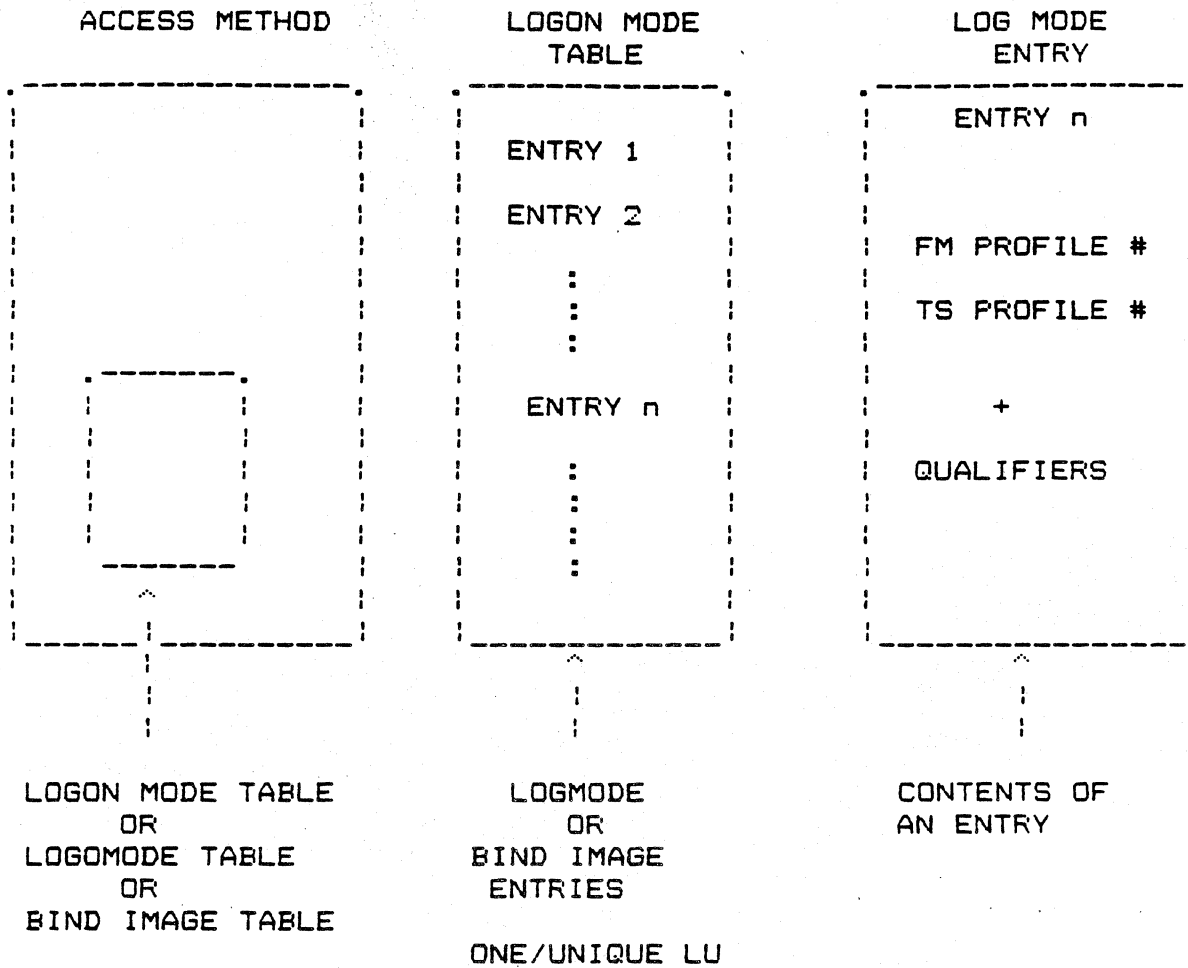 ACCESS METHOD
LOGON MODE
TABLE
LOG MODE
ENTRY
ENTRY 1
ENTRY 2
ENTRY n
ENTRY n
FM PROFILE #
TS PROFILE #
+
QUALIFIERS
LOGON MODE TABLE
OR
LOGOMODE TABLE
OR
BIND IMAGE TABLE
LOGMODE
OR
BIND IMAGE
ENTRIES
ONE/UNIQUE LU
CONTENTS OF
AN ENTRY